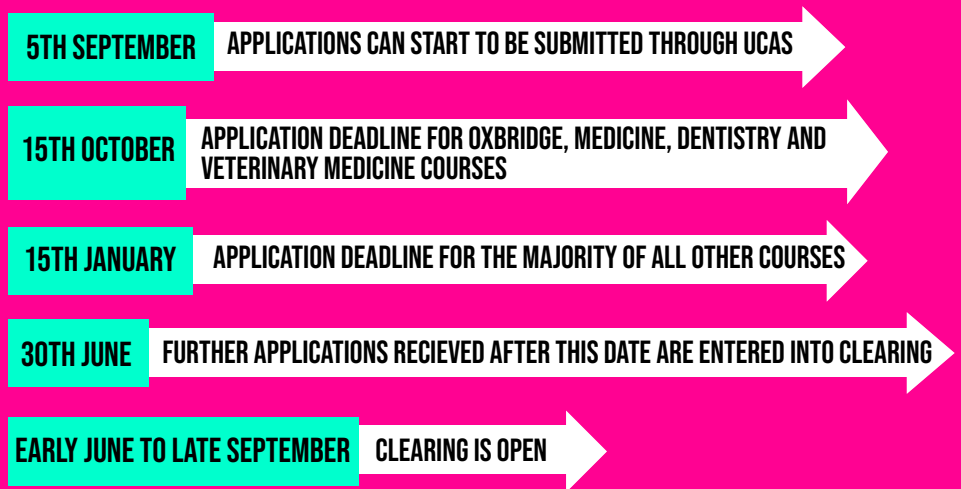 5TH SEPTEMBER
APPLICATIONS CAN START TO BE SUBMITTED THROUGH UCAS
15TH OCTOBER
APPLICATION DEADLINE FOR OXBRIDGE, MEDICINE, DENTISTRY AND
VETERINARY MEDICINE COURSES
15TH JANUARY
APPLICATION DEADLINE FOR THE MAJORITY OF ALL OTHER COURSES
30TH JUNE
FURTHER APPLICATIONS RECIEVED AFTER THIS DATE ARE ENTERED INTO CLEARING
EARLY JUNE TO LATE SEPTEMBER
CLEARING IS OPEN